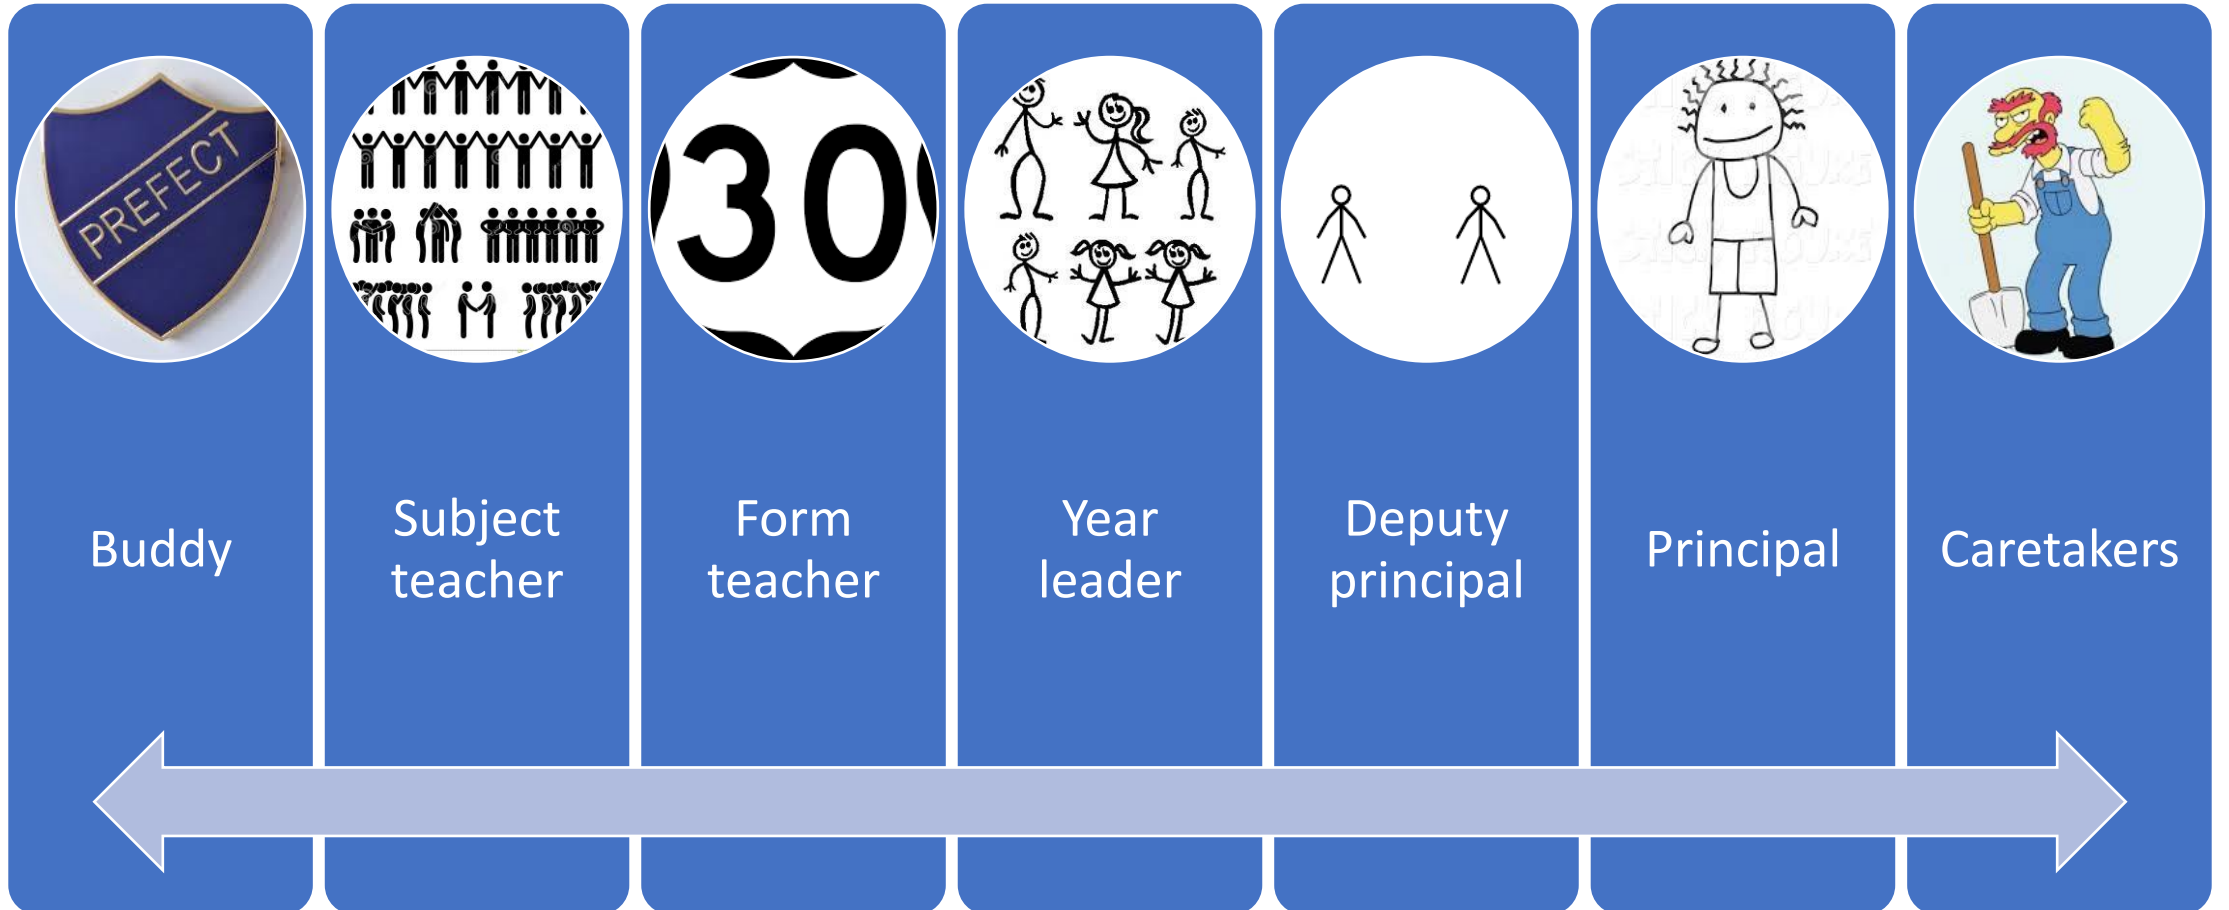 PREFECT
30
Buddy
Subject
teacher
Form
teacher
Year
leader
Deputy
principal
Principal
Caretakers